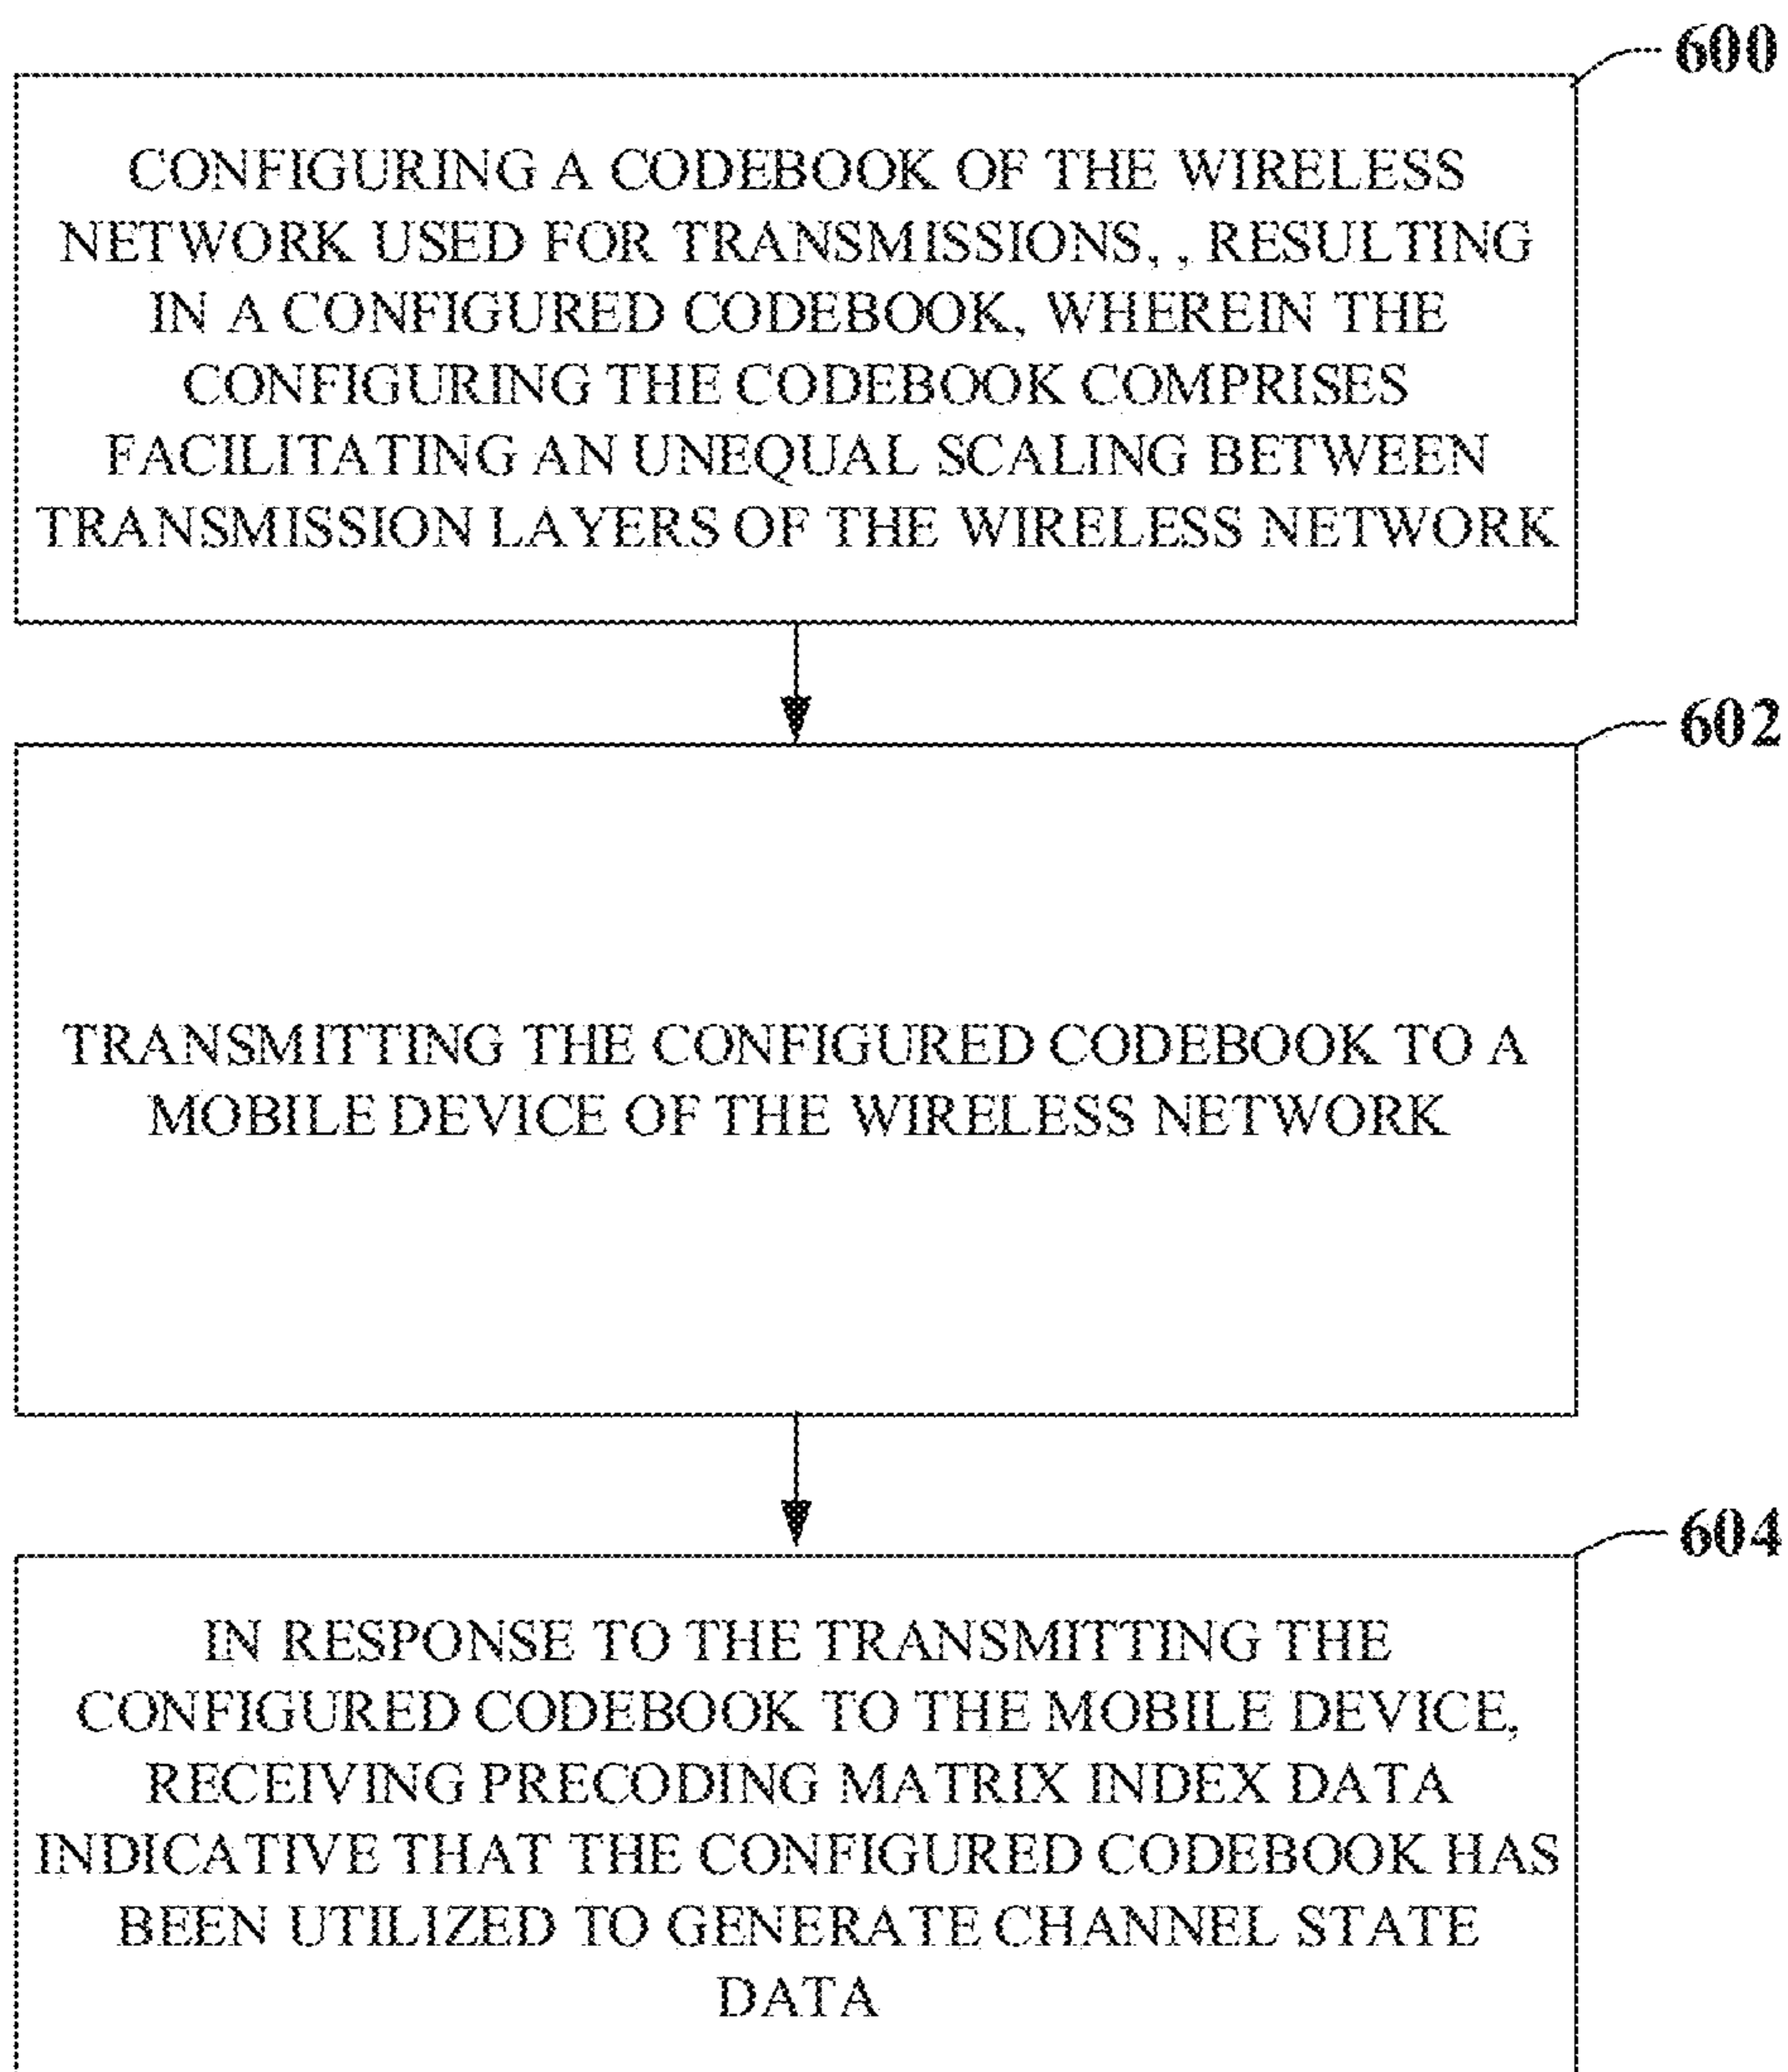 600
CONFIGURING A CODEBOOK OF THE WIRELESS
NETWORK USED FOR TRANSMISSIONS, , RESULTING
IN A CONFIGURED CODEBOOK, WHEREIN THE
CONFIGURING THE CODEBOOK COMPRISES
FACILITATING AN UNEQUAL SCALING BETWEEN
TRANSMISSION LAYERS OF THE WIRELESS NETWORK
602
TRANSMITTING THE CONFIGURED CODEBOOK TO A
MOBILE DEVICE OF THE WIRELESS NETWORK
604
IN RESPONSE TO THE TRANSMITTING THE
CONFIGURED CODEBOOK TO THE MOBILE DEVICE,
RECEIVING PRECODING MATRIX INDEX DATA
INDICATIVE THAT THE CONFIGURED CODEBOOK HAS
BEEN UTILIZED TO GENERATE CHANNEL STATE
DATA